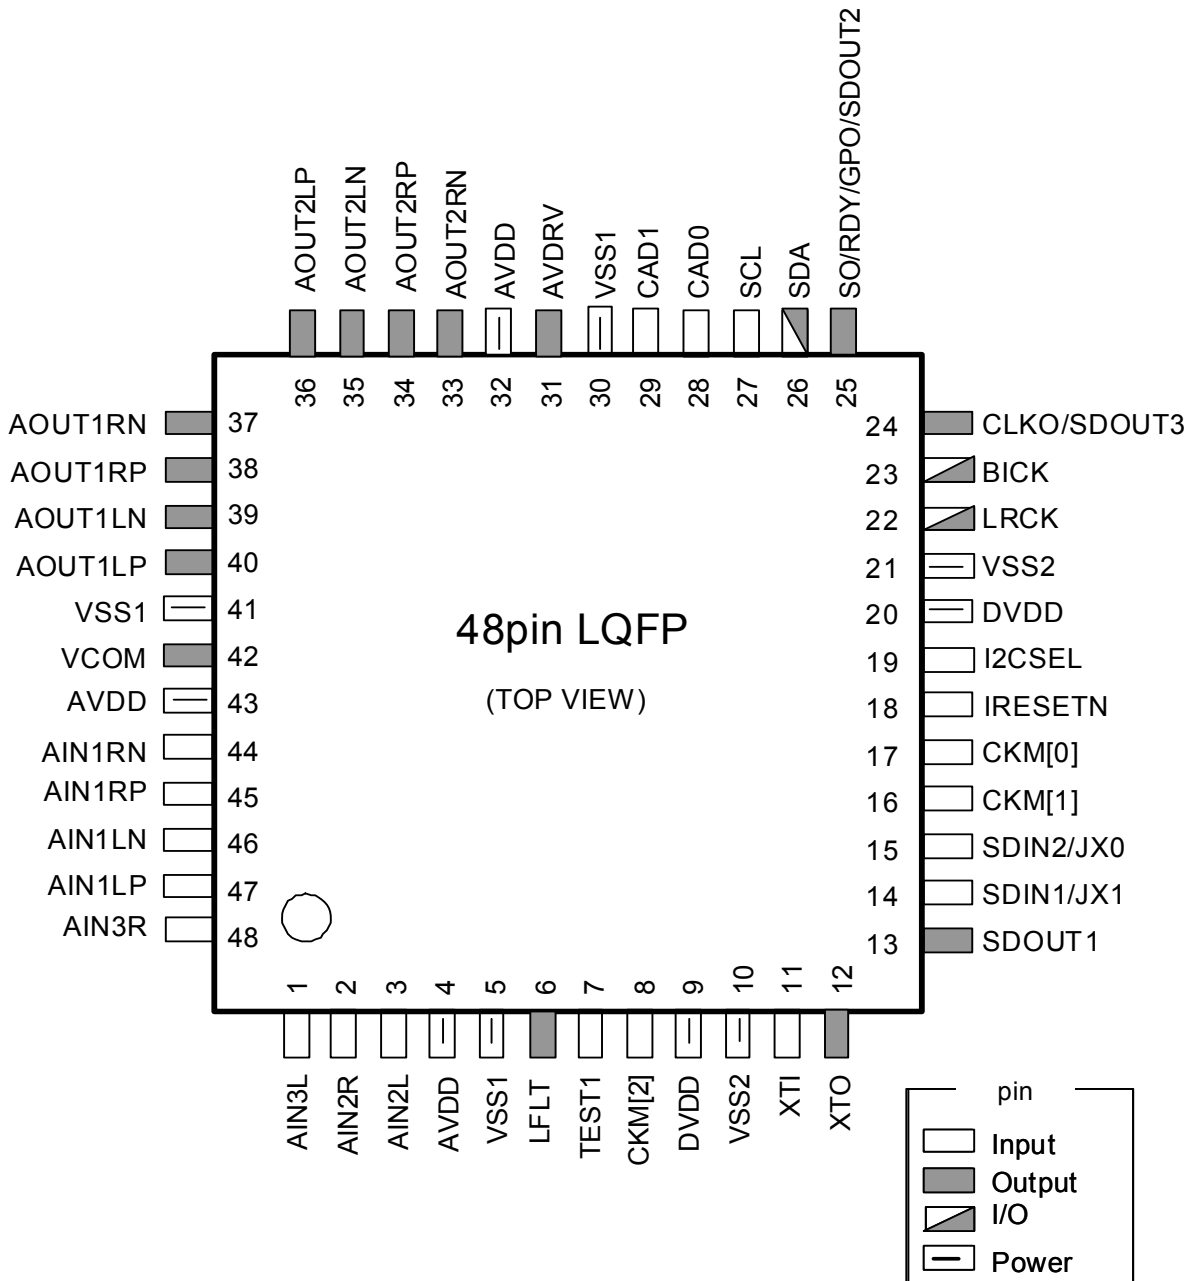 AOUT2LP
AOUT2LN
AOUT2RP
AOUT2RN
AVDD
AVDRV
VSS1
CAD1
CAD0
SCL
SDA
SO/RDY/GPO/SDOUT2
36
35
34
33
32
31
30
29
28
27
26
25
AOUT1RN 37
AOUT1RP 38
AOUT1LN 39
AOUT1LP 40
VSS1 41
VCOM 42
AVDD 43
AIN1RN 44
AIN1RP 45
AIN1LN 46
AIN1LP 47
AIN3R 48
48pin LQFP
(TOP VIEW)
24 CLKO/SDOUT3
23 BICK
22 LRCK
21 VSS2
20 DVDD
19 I2CSEL
18 IRESETN
17 CKM[0]
16 CKM[1]
15 SDIN2/JX0
14 SDIN1/JX1
13 SDOUT1
1
2
3
4
5
6
7
8
9
10
11
12
AIN3L
AIN2R
AIN2L
AVDD
VSS1
LFLT
TEST1
CKM[2]
DVDD
VSS2
XTI
XTO
pin
Input
Output
I/O
Power